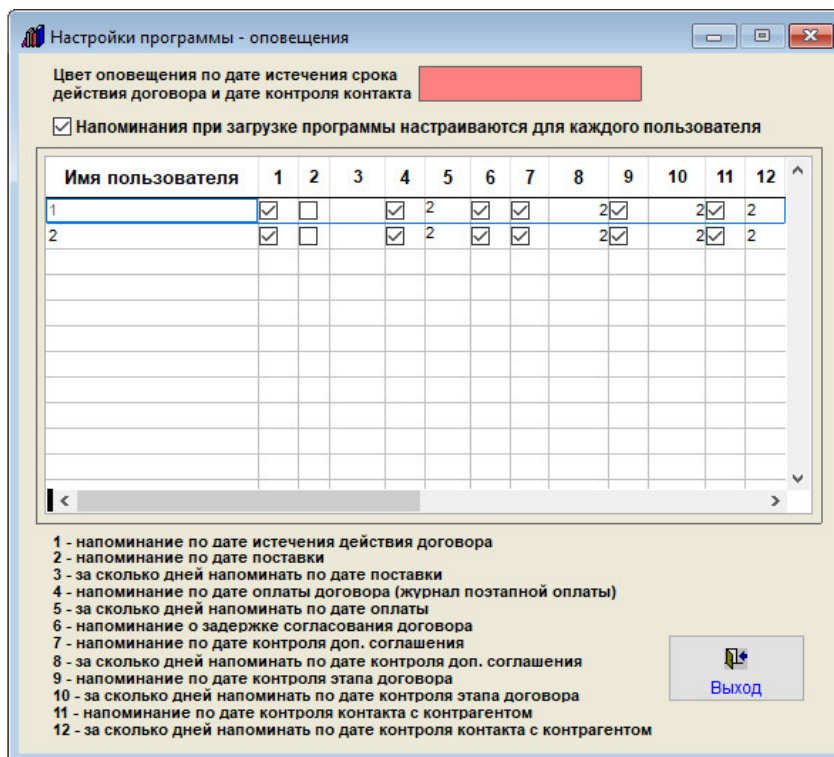 Настройки программы - оповещения
Цвет оповещения по дате истечения срока
действия договора и дате контроля контакта
Напоминания при загрузке программы настраиваются для каждого пользователя
Имя пользователя 1 2 3 4 5 6 7 8 9 10 11 12
1 2 2 2 2
2 2 2 2 2
1 - напоминание по дате истечения действия договора
2 - напоминание по дате поставки
3 - за сколько дней напоминать по дате поставки
4 - напоминание по дате оплаты договора (журнал поэтапной оплаты)
5 - за сколько дней напоминать по дате оплаты
6 - напоминание о задержке согласования договора
7 - напоминание по дате контроля доп. соглашения
8 - за сколько дней напоминать по дате контроля доп. соглашения
9 - напоминание по дате контроля этапа договора
10 - за сколько дней напоминать по дате контроля этапа договора
11 - напоминание по дате контроля контакта с контрагентом
12 - за сколько дней напоминать по дате контроля контакта с контрагентом
Выход